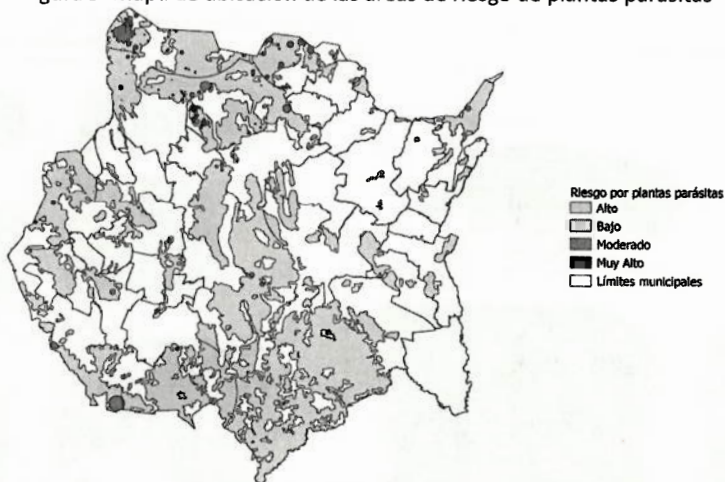 Mapa de ubicación de las áreas de riesgo de plantas parásitas
Riesgo por plantas parásitas
Alto
Bajo
Moderado
Muy Alto
Límites municipales